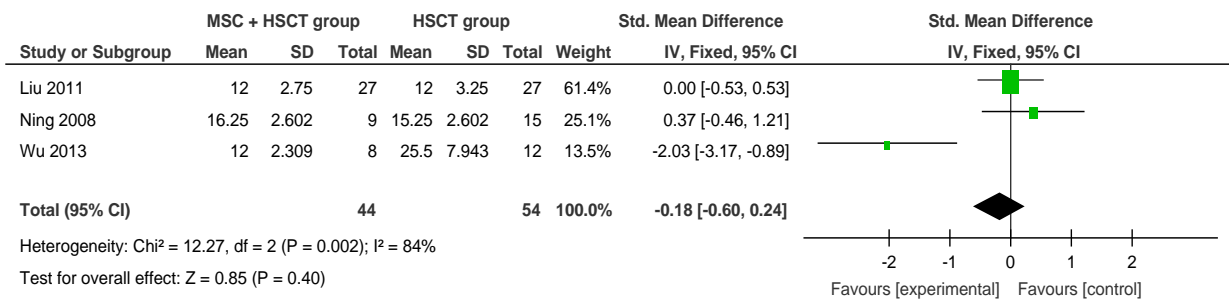 MSC + HSCT group HSCT group Std. Mean Difference Std. Mean Difference
Study or Subgroup Mean SD Total Mean SD Total Weight IV, Fixed, 95% CI IV, Fixed, 95% CI
Liu 2011 12 2.75 27 12 3.25 27 61.4% 0.00 [-0.53, 0.53]
Ning 2008 16.25 2.602 9 15.25 2.602 15 25.1% 0.37 [-0.46, 1.21]
Wu 2013 12 2.309 8 25.5 7.943 12 13.5% -2.03 [-3.17, -0.89]
Total (95% CI) 44 54 100.0% -0.18 [-0.60, 0.24]
Heterogeneity: Chi² = 12.27, df = 2 (P = 0.002); I² = 84%
Test for overall effect: Z = 0.85 (P = 0.40)
-2 -1 0 1 2
Favours [experimental] Favours [control]